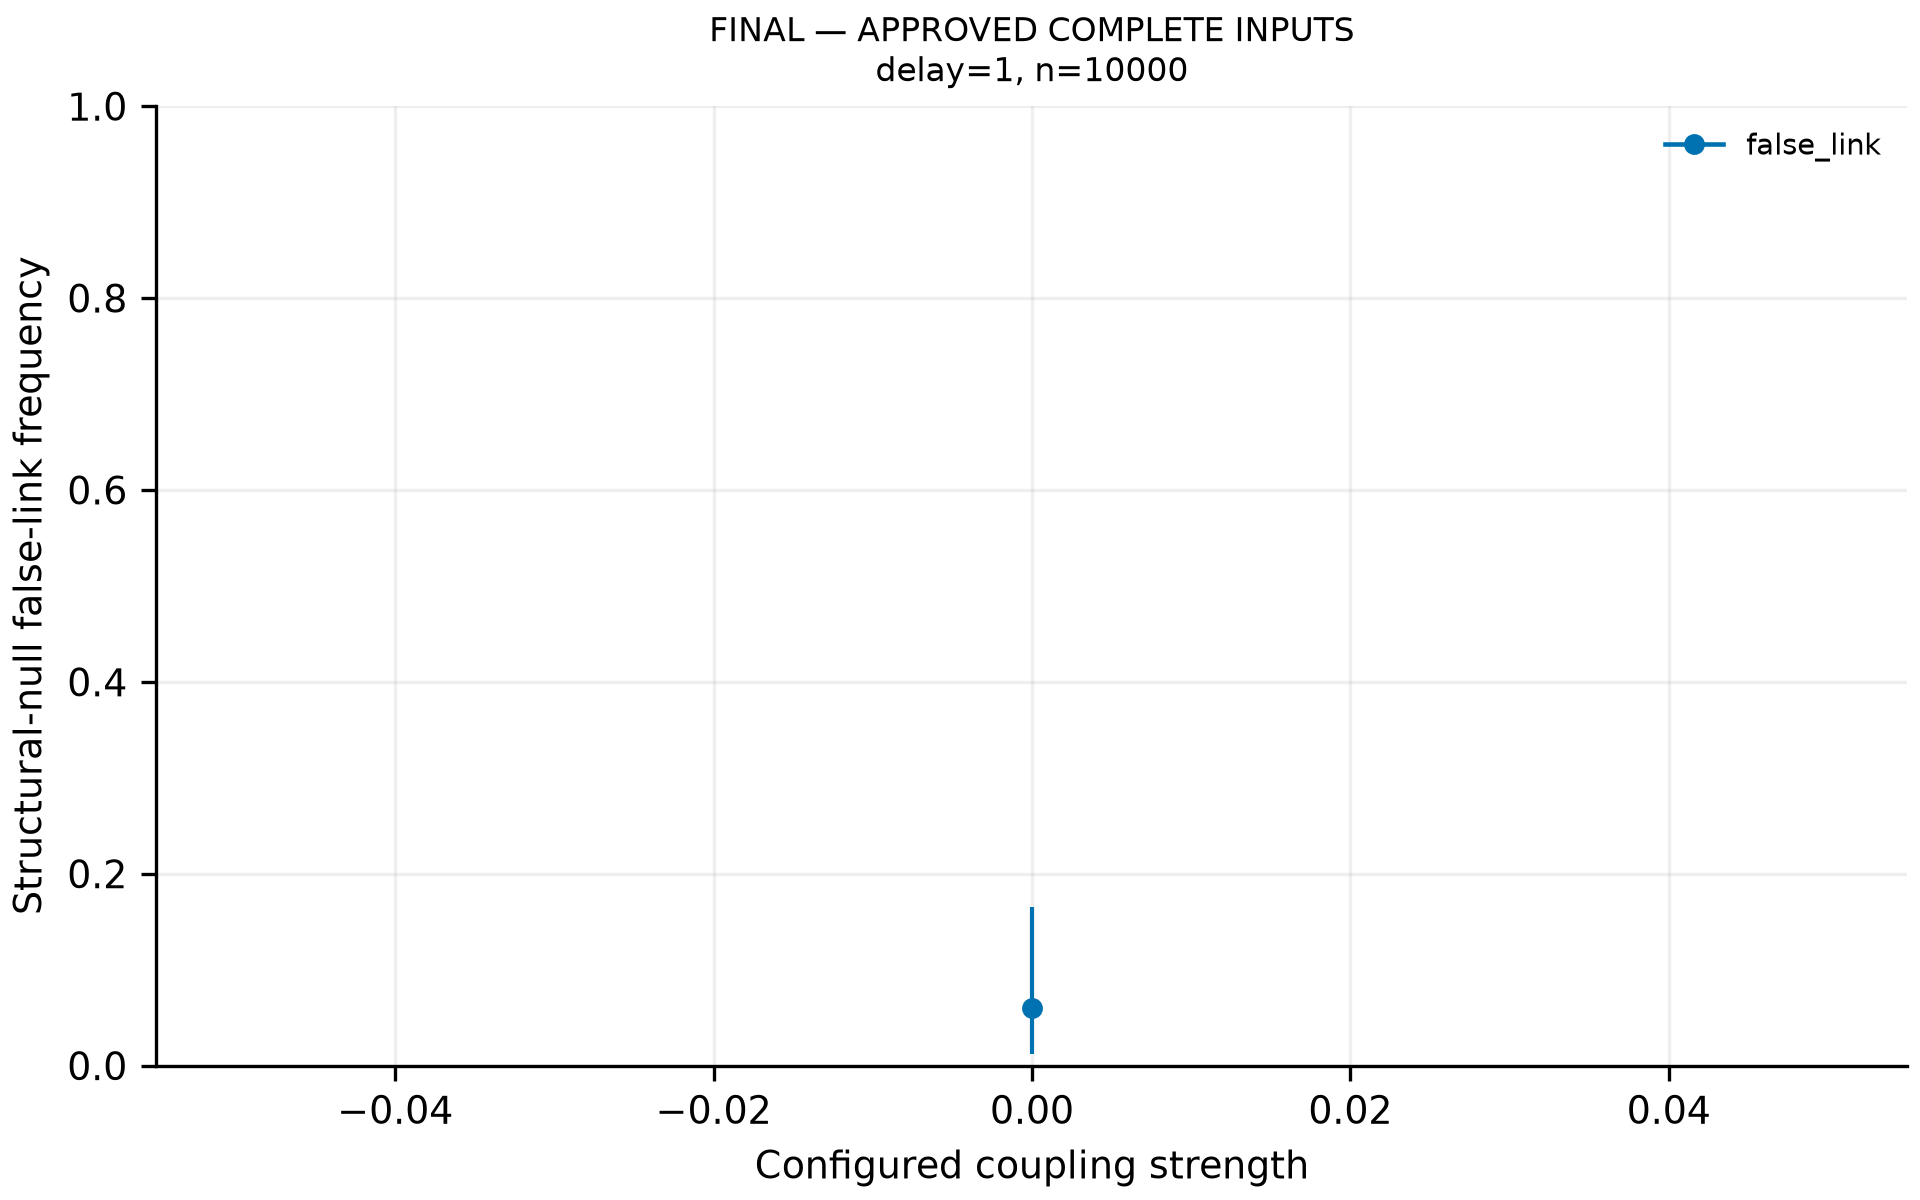 FINAL — APPROVED COMPLETE INPUTS
delay=1, n=10000
1.0
0.8
0.6
0.4
0.2
0.0
Structural-null false-link frequency
false_link
−0.04
−0.02
0.00
0.02
0.04
Configured coupling strength